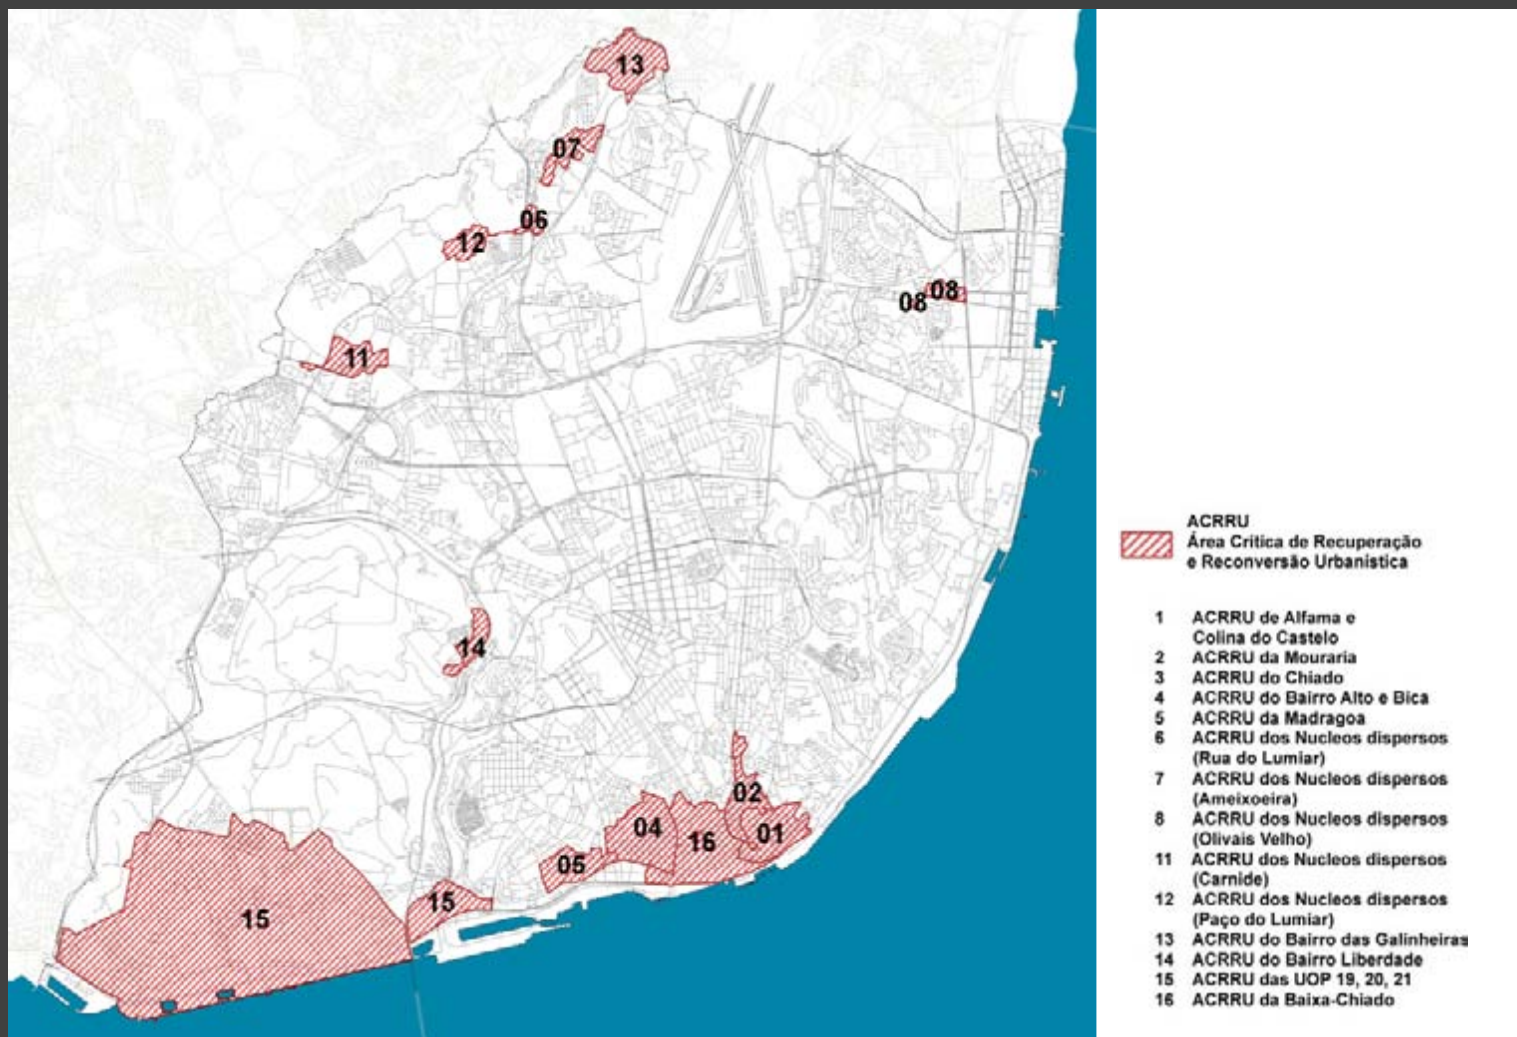 13
07
06
12
08
08
11
14
02
04
16
01
05
15
15
ACRRU
Área Crítica de Recuperação
e Reconversão Urbanística
1 ACRRU de Alfama e
Colina do Castelo
2 ACRRU da Mouraria
3 ACRRU do Chiado
4 ACRRU do Bairro Alto e Bica
5 ACRRU da Madragoa
6 ACRRU dos Nucleos dispersos
(Rua do Lumiar)
7 ACRRU dos Nucleos dispersos
(Ameixoeira)
8 ACRRU dos Nucleos dispersos
(Olivais Velho)
11 ACRRU dos Nucleos dispersos
(Carnide)
12 ACRRU dos Nucleos dispersos
(Paço do Lumiar)
13 ACRRU do Bairro das Galinheiras
14 ACRRU do Bairro Liberdade
15 ACRRU das UOP 19, 20, 21
16 ACRRU da Baixa-Chiado